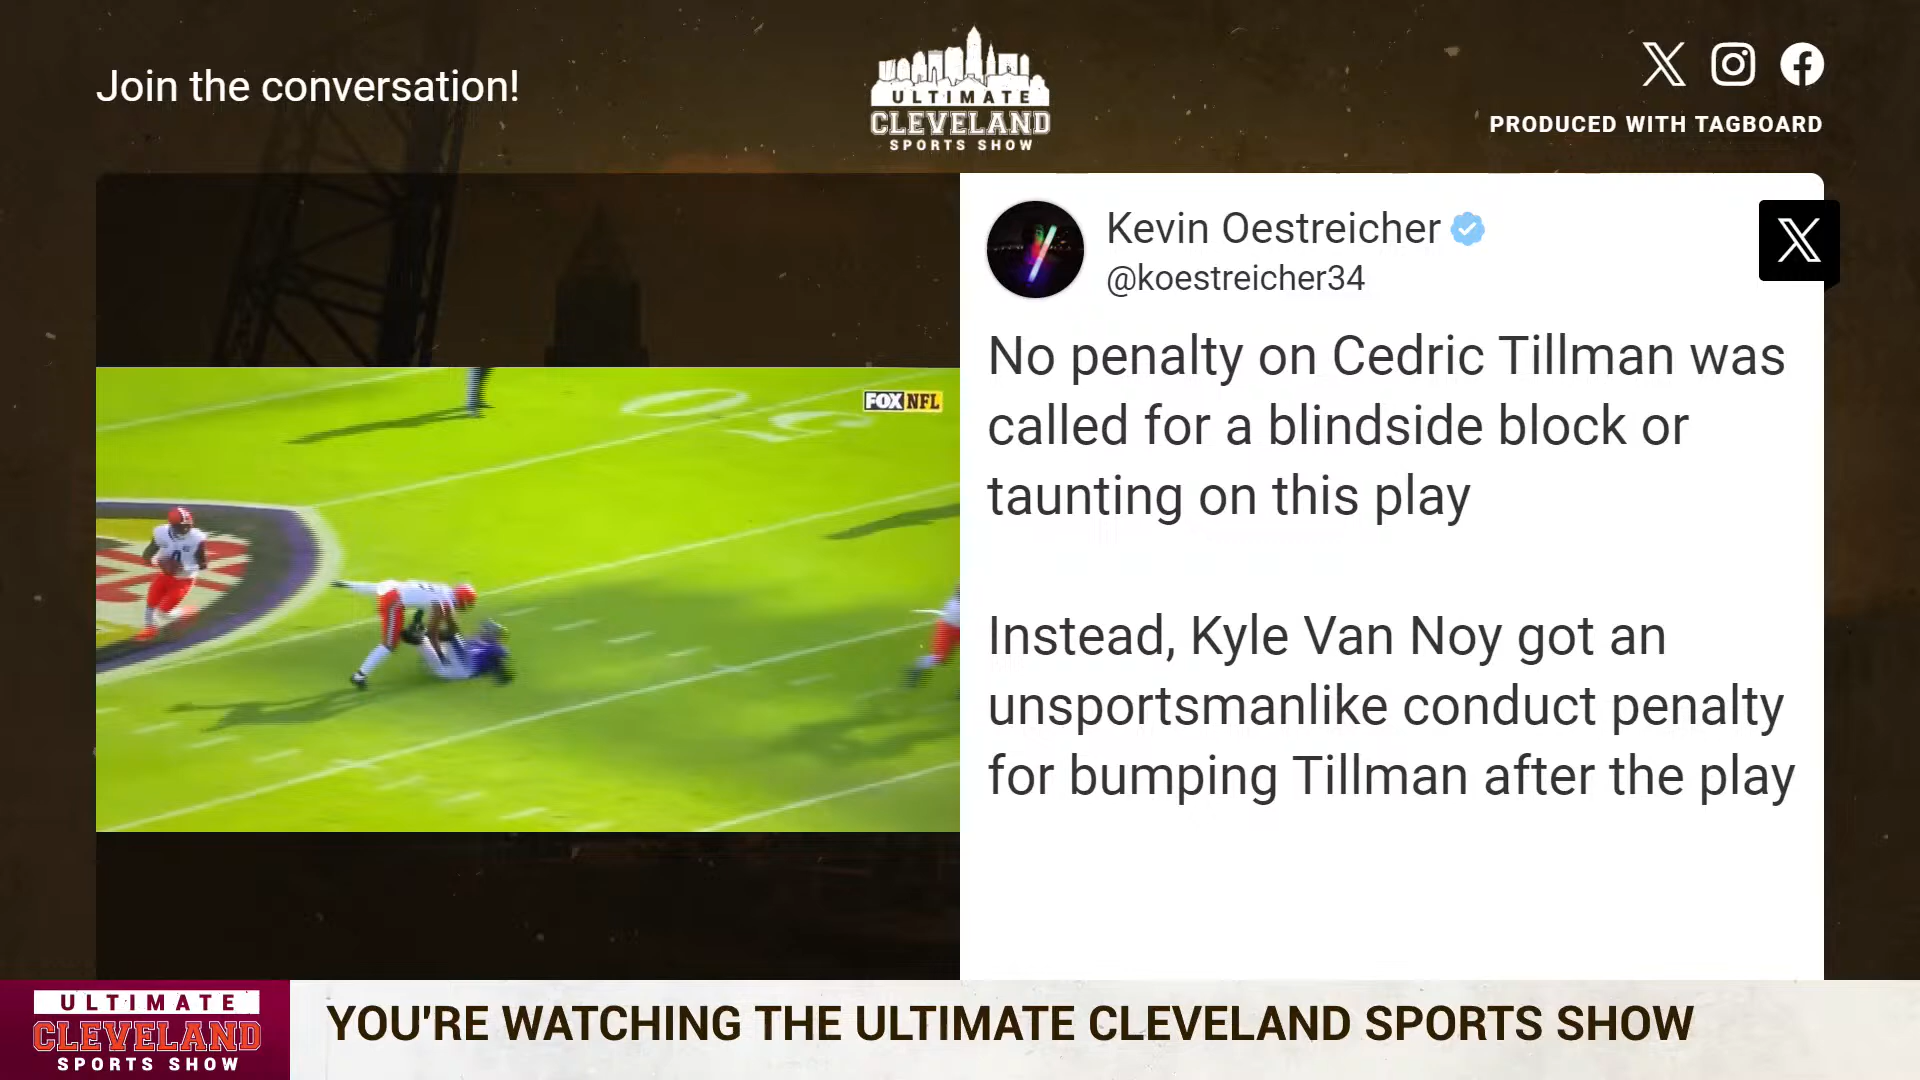 Join the conversation!
ULTIMATE
CLEVELAND
SPORTS SHOW
PRODUCED WITH TAGBOARD
FOX NFL
50
Kevin Oestreicher
@koestreicher34
No penalty on Cedric Tillman was
called for a blindside block or
taunting on this play
Instead, Kyle Van Noy got an
unsportsmanlike conduct penalty
for bumping Tillman after the play
ULTIMATE
CLEVELAND
SPORTS SHOW
YOU'RE WATCHING THE ULTIMATE CLEVELAND SPORTS SHOW